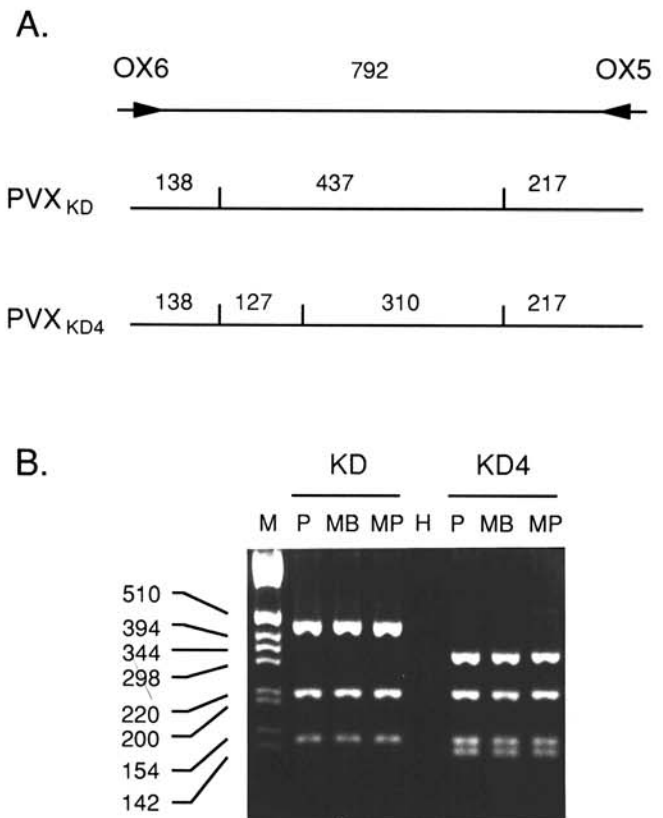 A.
OX6 792 OX5
PVX KD 138 437 217
PVX KD4 138 127 310 217
B.
KD KD4
M P MB MP H P MB MP
510
394
344
298
220
200
154
142